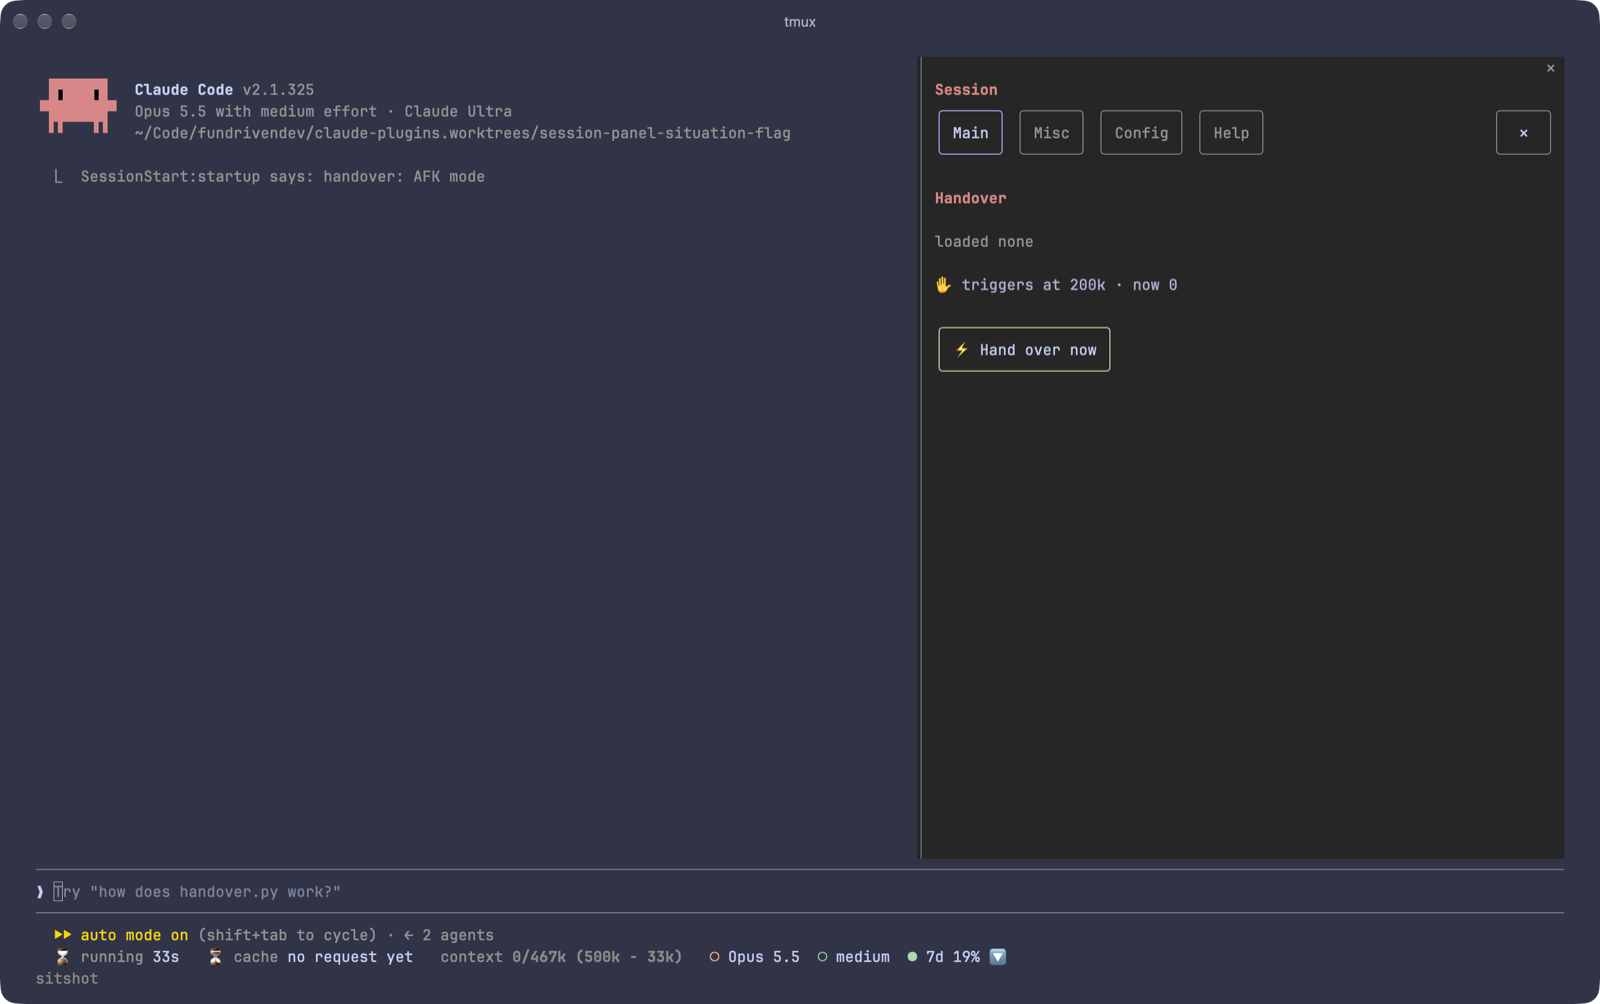 tmux
Claude Code v2.1.325
Opus 5.5 with medium effort · Claude Ultra
~/Code/fundrivendev/claude-plugins.worktrees/session-panel-situation-flag
⎿ SessionStart:startup says: handover: AFK mode
×
Session
Main Misc Config Help ×
Handover
loaded none
✋ triggers at 200k · now 0
⚡ Hand over now
❯ Try "how does handover.py work?"
⏵⏵ auto mode on (shift+tab to cycle) · ← 2 agents
⏳ running 33s ⏳ cache no request yet context 0/467k (500k - 33k) ○ Opus 5.5 ○ medium ● 7d 19% 🔽
sitshot